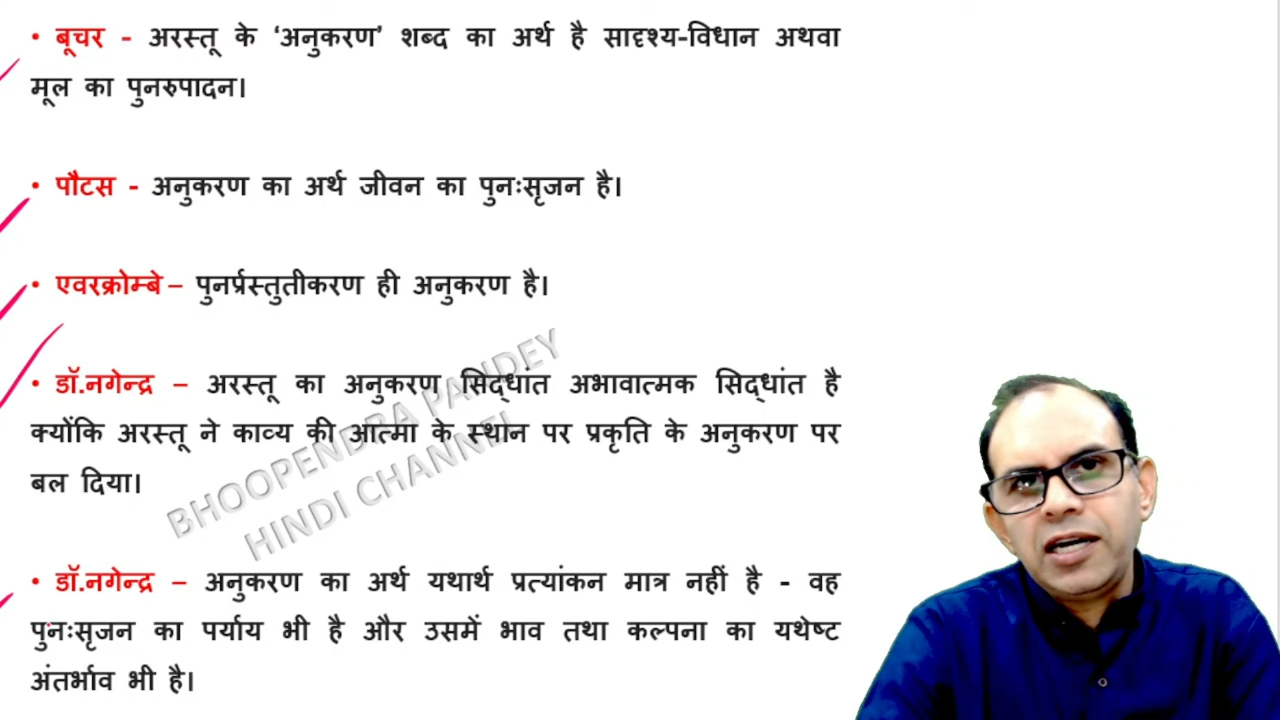 • बूचर - अरस्तू के ‘अनुकरण’ शब्द का अर्थ है सादृश्य-विधान अथवा
मूल का पुनरुपादन।
• पौटस - अनुकरण का अर्थ जीवन का पुनःसृजन है।
• एवरक्रोम्बे – पुनर्प्रस्तुतीकरण ही अनुकरण है।
• डॉ.नगेन्द्र – अरस्तू का अनुकरण सिद्धांत अभावात्मक सिद्धांत है
क्योंकि अरस्तू ने काव्य की आत्मा के स्थान पर प्रकृति के अनुकरण पर
बल दिया।
BHOOPENDRA PANDEY
HINDI CHANNEL
• डॉ.नगेन्द्र – अनुकरण का अर्थ यथार्थ प्रत्यांकन मात्र नहीं है - वह
पुनःसृजन का पर्याय भी है और उसमें भाव तथा कल्पना का यथेष्ट
अंतर्भाव भी है।